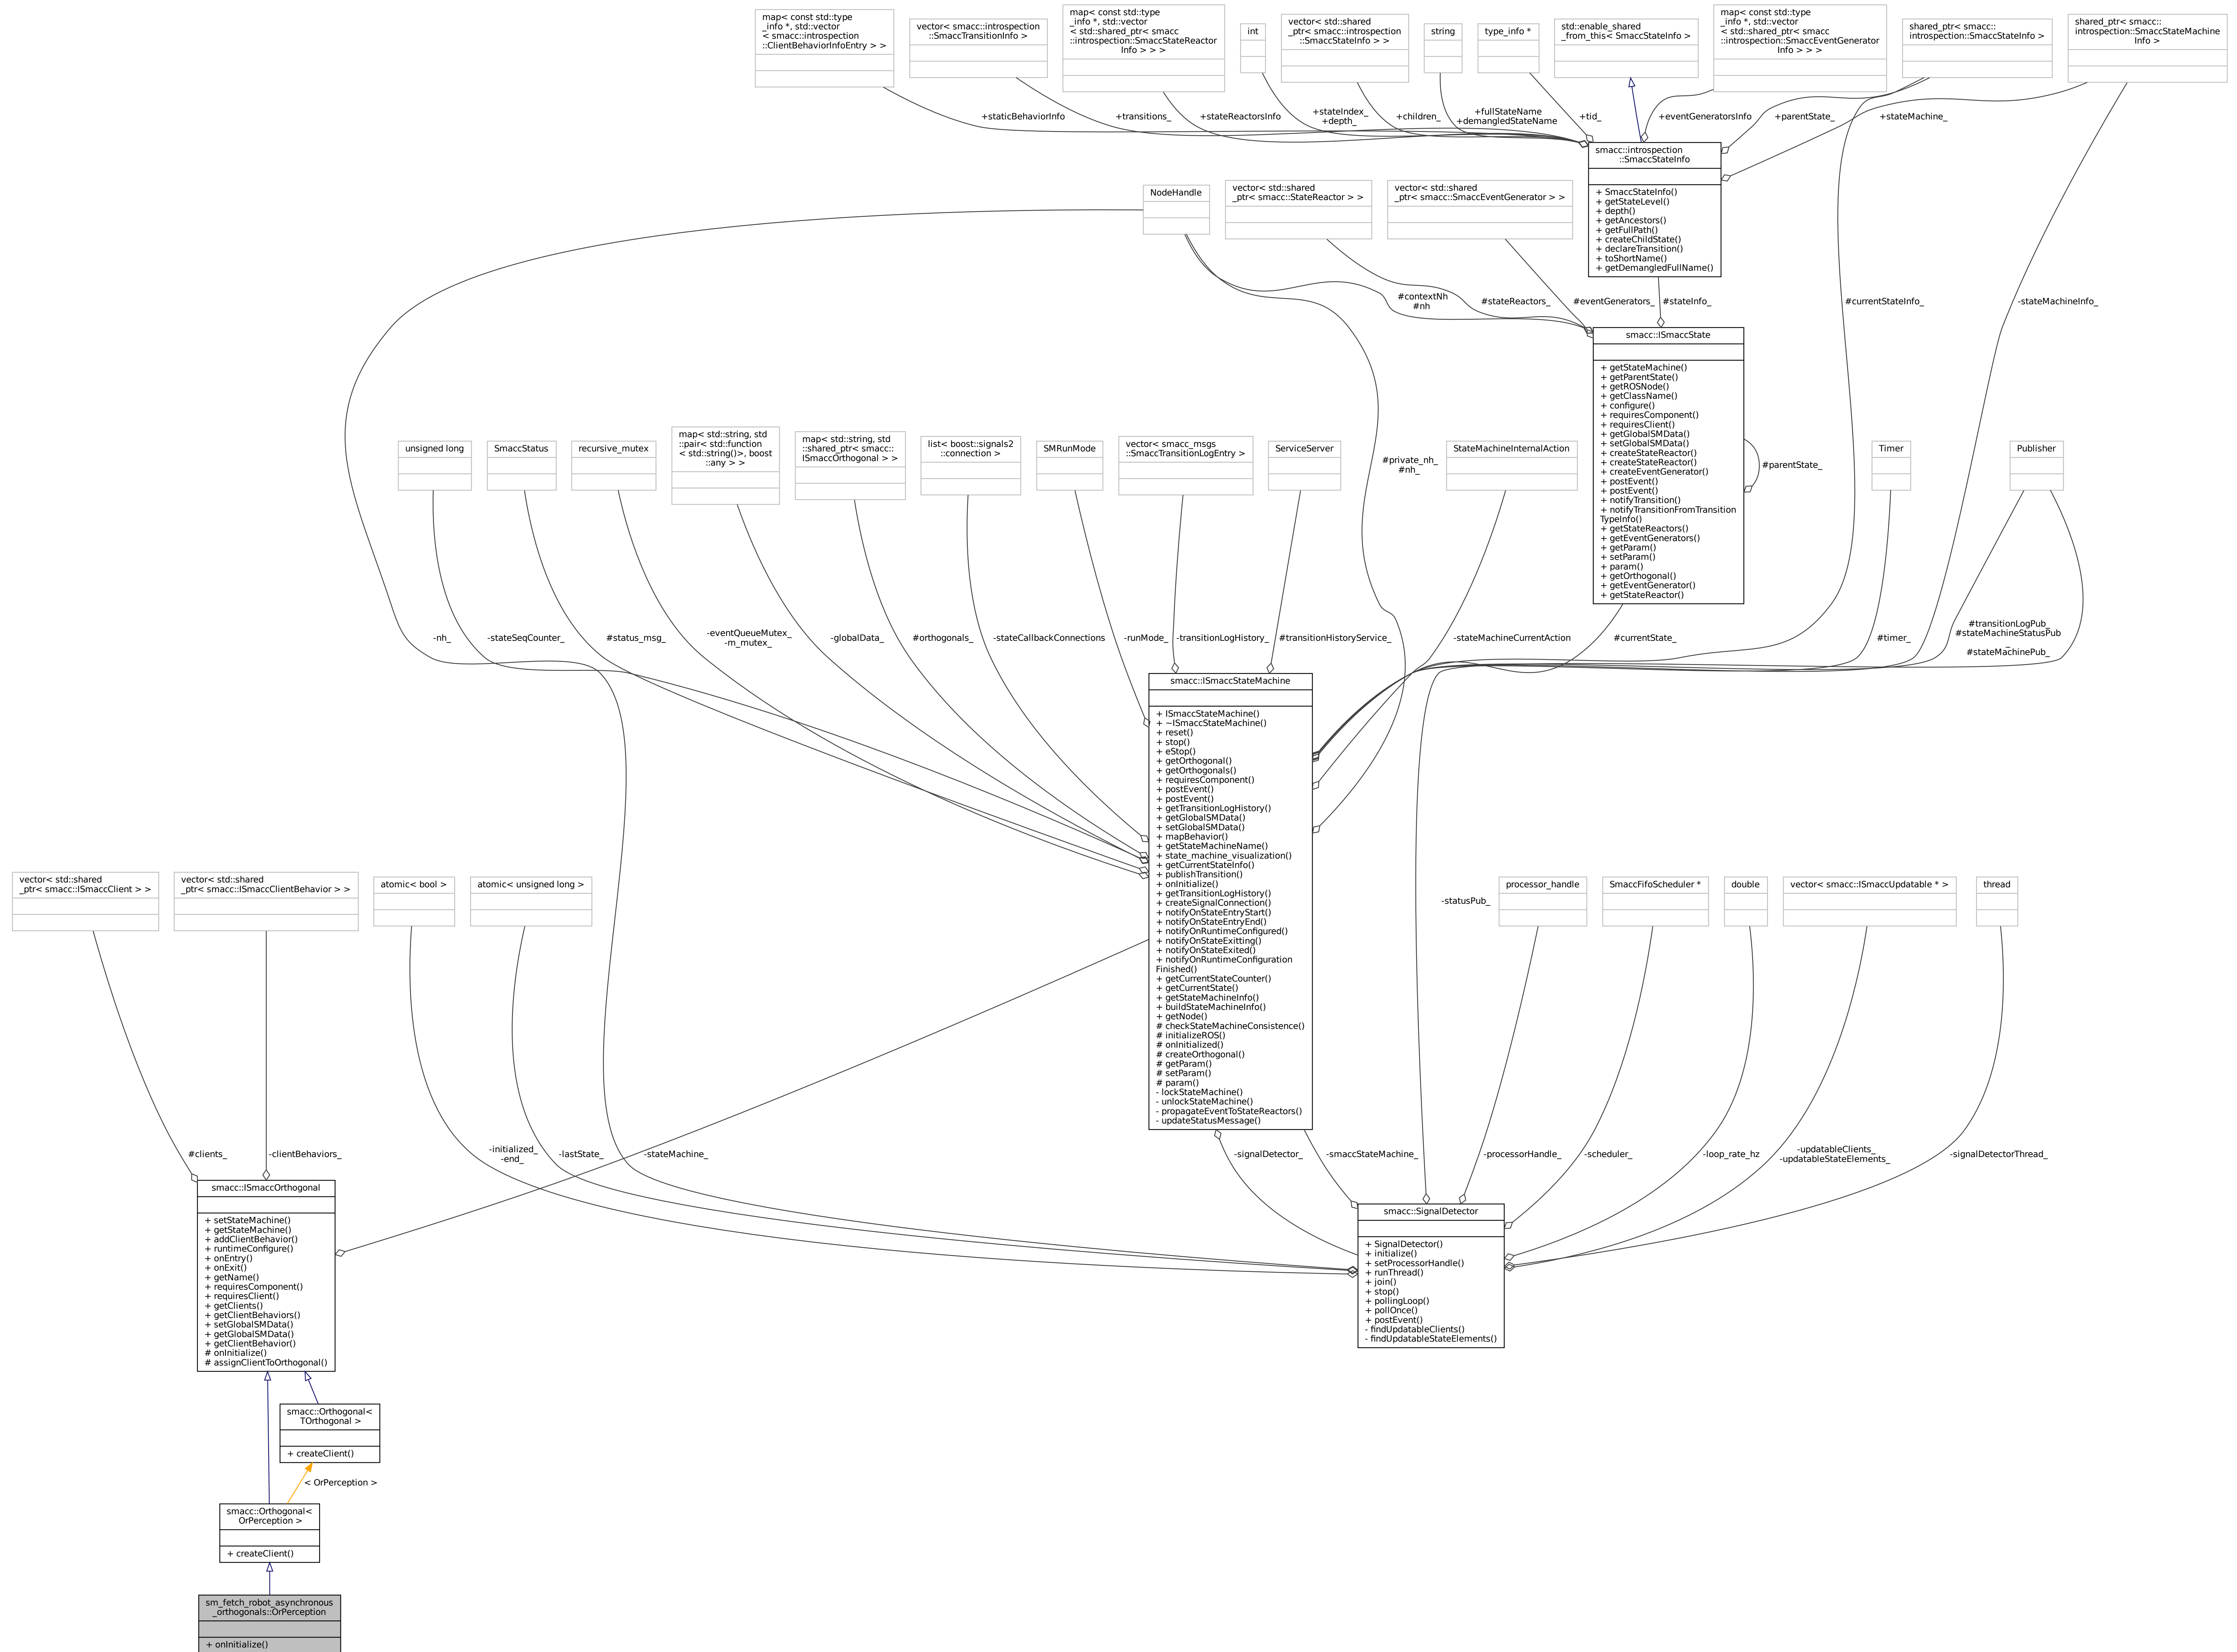 map< const std::type
_info *, std::vector
< smacc::introspection
::ClientBehaviorInfoEntry > >
vector< smacc::introspection
::SmaccTransitionInfo >
map< const std::type
_info *, std::vector
< std::shared_ptr< smacc
::introspection::SmaccStateReactor
Info > > >
int
vector< std::shared
_ptr< smacc::introspection
::SmaccStateInfo > >
string
type_info *
std::enable_shared
_from_this< SmaccStateInfo >
map< const std::type
_info *, std::vector
< std::shared_ptr< smacc
::introspection::SmaccEventGenerator
Info > > >
shared_ptr< smacc::
introspection::SmaccStateInfo >
shared_ptr< smacc::
introspection::SmaccStateMachine
Info >
+staticBehaviorInfo
+transitions_
+stateReactorsInfo
+stateIndex_
+depth_
+children_
+fullStateName
+demangledStateName
+tid_
+eventGeneratorsInfo
+parentState_
+stateMachine_
smacc::introspection
::SmaccStateInfo
+ SmaccStateInfo()
+ getStateLevel()
+ depth()
+ getAncestors()
+ getFullPath()
+ createChildState()
+ declareTransition()
+ toShortName()
+ getDemangledFullName()
NodeHandle
vector< std::shared
_ptr< smacc::StateReactor > >
vector< std::shared
_ptr< smacc::SmaccEventGenerator > >
#contextNh
#nh
#stateReactors_
#eventGenerators_
#stateInfo_
#currentStateInfo_
-stateMachineInfo_
smacc::ISmaccState
+ getStateMachine()
+ getParentState()
+ getROSNode()
+ getClassName()
+ configure()
+ requiresComponent()
+ requiresClient()
+ getGlobalSMData()
+ setGlobalSMData()
+ createStateReactor()
+ createStateReactor()
+ createEventGenerator()
+ postEvent()
+ postEvent()
+ notifyTransition()
+ notifyTransitionFromTransition
TypeInfo()
+ getStateReactors()
+ getEventGenerators()
+ getParam()
+ setParam()
+ param()
+ getOrthogonal()
+ getEventGenerator()
+ getStateReactor()
#parentState_
unsigned long
SmaccStatus
recursive_mutex
map< std::string, std
::pair< std::function
< std::string()>, boost
::any > >
map< std::string, std
::shared_ptr< smacc::
ISmaccOrthogonal > >
list< boost::signals2
::connection >
SMRunMode
vector< smacc_msgs
::SmaccTransitionLogEntry >
ServiceServer
#private_nh_
#nh_
StateMachineInternalAction
Timer
Publisher
-nh_
-stateSeqCounter_
#status_msg_
-eventQueueMutex_
-m_mutex_
-globalData_
#orthogonals_
-stateCallbackConnections
-runMode_
-transitionLogHistory_
#transitionHistoryService_
-stateMachineCurrentAction
#currentState_
#timer_
#transitionLogPub_
#stateMachineStatusPub
_
#stateMachinePub_
smacc::ISmaccStateMachine
+ ISmaccStateMachine()
+ ~ISmaccStateMachine()
+ reset()
+ stop()
+ eStop()
+ getOrthogonal()
+ getOrthogonals()
+ requiresComponent()
+ postEvent()
+ postEvent()
+ getTransitionLogHistory()
+ getGlobalSMData()
+ setGlobalSMData()
+ mapBehavior()
+ getStateMachineName()
+ state_machine_visualization()
+ getCurrentStateInfo()
+ publishTransition()
+ onInitialize()
+ getTransitionLogHistory()
+ createSignalConnection()
+ notifyOnStateEntryStart()
+ notifyOnStateEntryEnd()
+ notifyOnRuntimeConfigured()
+ notifyOnStateExitting()
+ notifyOnStateExited()
+ notifyOnRuntimeConfiguration
Finished()
+ getCurrentStateCounter()
+ getCurrentState()
+ getStateMachineInfo()
+ buildStateMachineInfo()
+ getNode()
# checkStateMachineConsistence()
# initializeROS()
# onInitialized()
# createOrthogonal()
# getParam()
# setParam()
# param()
- lockStateMachine()
- unlockStateMachine()
- propagateEventToStateReactors()
- updateStatusMessage()
vector< std::shared
_ptr< smacc::ISmaccClient > >
vector< std::shared
_ptr< smacc::ISmaccClientBehavior > >
atomic< bool >
atomic< unsigned long >
-statusPub_
processor_handle
SmaccFifoScheduler *
double
vector< smacc::ISmaccUpdatable * >
thread
#clients_
-clientBehaviors_
-initialized_
-end_
-lastState_
-stateMachine_
-signalDetector_
-smaccStateMachine_
-processorHandle_
-scheduler_
-loop_rate_hz
-updatableClients_
-updatableStateElements_
-signalDetectorThread_
smacc::ISmaccOrthogonal
+ setStateMachine()
+ getStateMachine()
+ addClientBehavior()
+ runtimeConfigure()
+ onEntry()
+ onExit()
+ getName()
+ requiresComponent()
+ requiresClient()
+ getClients()
+ getClientBehaviors()
+ setGlobalSMData()
+ getGlobalSMData()
+ getClientBehavior()
# onInitialize()
# assignClientToOrthogonal()
smacc::SignalDetector
+ SignalDetector()
+ initialize()
+ setProcessorHandle()
+ runThread()
+ join()
+ stop()
+ pollingLoop()
+ pollOnce()
+ postEvent()
- findUpdatableClients()
- findUpdatableStateElements()
smacc::Orthogonal<
TOrthogonal >
+ createClient()
< OrPerception >
smacc::Orthogonal<
OrPerception >
+ createClient()
sm_fetch_robot_asynchronous
_orthogonals::OrPerception
+ onInitialize()